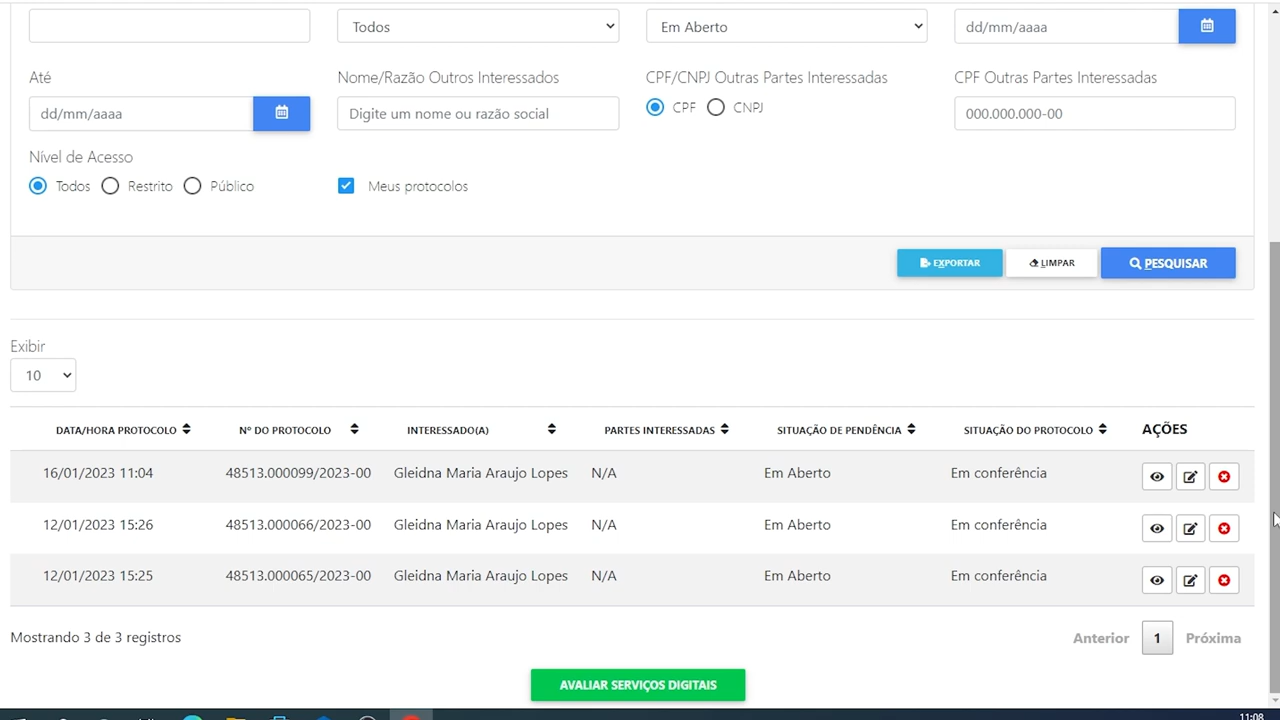 Todos
Em Aberto
dd/mm/aaaa
Até
Nome/Razão Outros Interessados
CPF/CNPJ Outras Partes Interessadas
CPF Outras Partes Interessadas
dd/mm/aaaa
Digite um nome ou razão social
CPF
CNPJ
000.000.000-00
Nível de Acesso
Todos
Restrito
Público
Meus protocolos
EXPORTAR
LIMPAR
PESQUISAR
Exibir
10
DATA/HORA PROTOCOLO
Nº DO PROTOCOLO
INTERESSADO(A)
PARTES INTERESSADAS
SITUAÇÃO DE PENDÊNCIA
SITUAÇÃO DO PROTOCOLO
AÇÕES
16/01/2023 11:04 48513.000099/2023-00 Gleidna Maria Araujo Lopes N/A Em Aberto Em conferência
12/01/2023 15:26 48513.000066/2023-00 Gleidna Maria Araujo Lopes N/A Em Aberto Em conferência
12/01/2023 15:25 48513.000065/2023-00 Gleidna Maria Araujo Lopes N/A Em Aberto Em conferência
Mostrando 3 de 3 registros
Anterior
1
Próxima
AVALIAR SERVIÇOS DIGITAIS
11:08